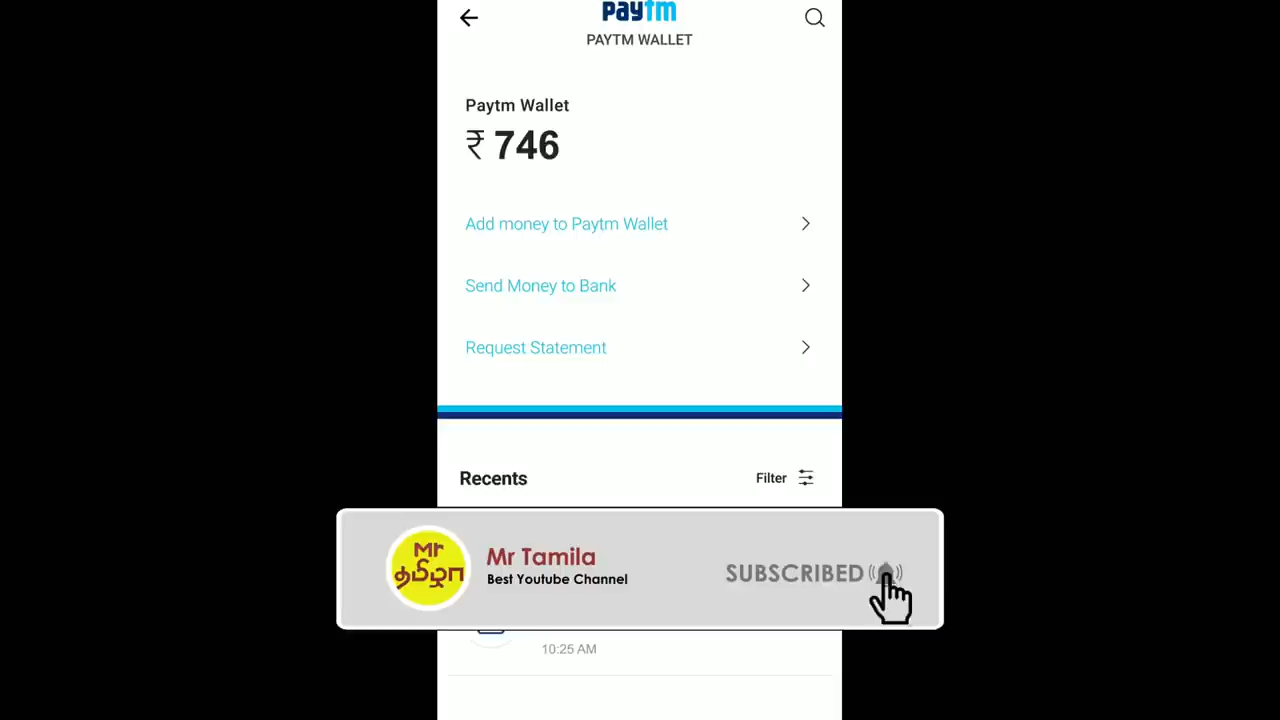 paytm
PAYTM WALLET
Paytm Wallet
₹ 746
Add money to Paytm Wallet
Send Money to Bank
Request Statement
Recents
Filter
Mr
தமிழா
Mr Tamila
Best Youtube Channel
SUBSCRIBED
10:25 AM